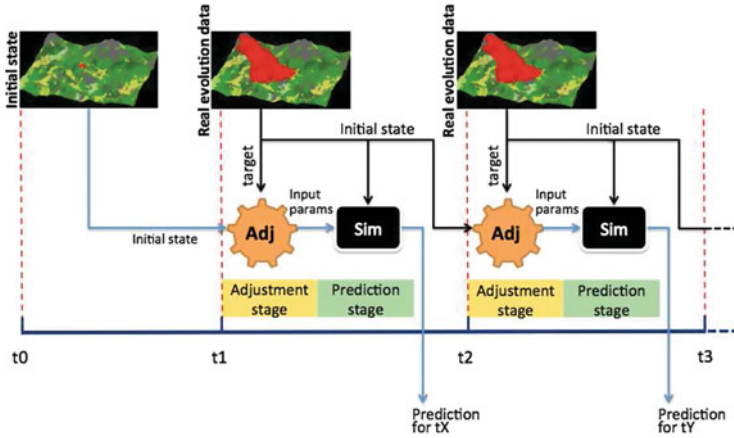 Initial state
Real evolution data
Real evolution data
target
Initial state
target
Initial state
Input
params
Input
params
Initial state
Adj
Sim
Adj
Sim
Adjustment
stage
Prediction
stage
Adjustment
stage
Prediction
stage
t0
t1
t2
t3
Prediction
for tX
Prediction
for tY